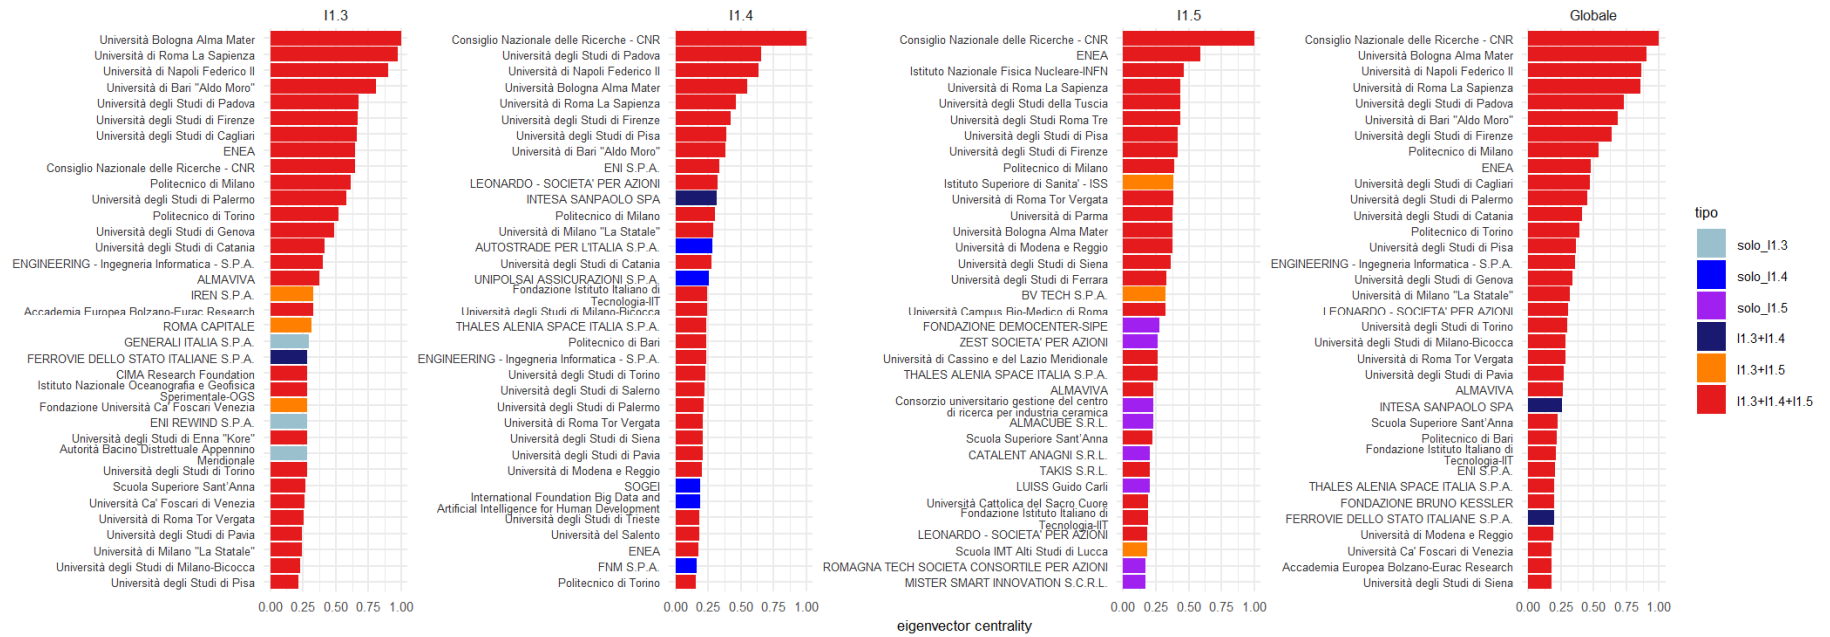 I1.3
Università Bologna Alma Mater
Università di Roma La Sapienza
Università di Napoli Federico II
Università di Bari "Aldo Moro"
Università degli Studi di Padova
Università degli Studi di Firenze
Università degli Studi di Cagliari
ENEA
Consiglio Nazionale delle Ricerche - CNR
Politecnico di Milano
Università degli Studi di Palermo
Politecnico di Torino
Università degli Studi di Genova
Università degli Studi di Catania
ENGINEERING - Ingegneria Informatica - S.P.A.
ALMAVIVA
IREN S.P.A.
Accademia Europea Bolzano-Eurac Research
ROMA CAPITALE
GENERALI ITALIA S.P.A.
FERROVIE DELLO STATO ITALIANE S.P.A.
CIMA Research Foundation
Istituto Nazionale Oceanografia e Geofisica
Sperimentale-OGS
Fondazione Università Ca' Foscari Venezia
ENI REWIND S.P.A.
Università degli Studi di Enna "Kore"
Autorità Bacino Distrettuale Appennino
Meridionale
Università degli Studi di Torino
Scuola Superiore Sant'Anna
Università Ca' Foscari di Venezia
Università di Roma Tor Vergata
Università degli Studi di Pavia
Università di Milano "La Statale"
Università degli Studi di Milano-Bicocca
Università degli Studi di Pisa
0.00 0.25 0.50 0.75 1.00
I1.4
Consiglio Nazionale delle Ricerche - CNR
Università degli Studi di Padova
Università di Napoli Federico II
Università Bologna Alma Mater
Università di Roma La Sapienza
Università degli Studi di Firenze
Università degli Studi di Pisa
Università di Bari "Aldo Moro"
ENI S.P.A.
LEONARDO - SOCIETA' PER AZIONI
INTESA SANPAOLO SPA
Politecnico di Milano
Università di Milano "La Statale"
AUTOSTRADE PER L'ITALIA S.P.A.
Università degli Studi di Catania
UNIPOLSAI ASSICURAZIONI S.P.A.
Fondazione Istituto Italiano di
Tecnologia-IIT
Università degli Studi di Milano-Bicocca
THALES ALENIA SPACE ITALIA S.P.A.
Politecnico di Bari
ENGINEERING - Ingegneria Informatica - S.P.A.
Università degli Studi di Torino
Università degli Studi di Salerno
Università degli Studi di Palermo
Università di Roma Tor Vergata
Università degli Studi di Siena
Università degli Studi di Pavia
Università di Modena e Reggio
SOGEI
International Foundation Big Data and
Artificial Intelligence for Human Development
Università degli Studi di Trieste
Università del Salento
ENEA
FNM S.P.A.
Politecnico di Torino
0.00 0.25 0.50 0.75 1.00
I1.5
Consiglio Nazionale delle Ricerche - CNR
ENEA
Istituto Nazionale Fisica Nucleare-INFN
Università di Roma La Sapienza
Università degli Studi della Tuscia
Università degli Studi Roma Tre
Università degli Studi di Pisa
Università degli Studi di Firenze
Politecnico di Milano
Istituto Superiore di Sanita' - ISS
Università di Roma Tor Vergata
Università di Parma
Università Bologna Alma Mater
Università di Modena e Reggio
Università degli Studi di Siena
Università degli Studi di Ferrara
BV TECH S.P.A.
Università Campus Bio-Medico di Roma
FONDAZIONE DEMOCENTER-SIPE
ZEST SOCIETA' PER AZIONI
Università di Cassino e del Lazio Meridionale
THALES ALENIA SPACE ITALIA S.P.A.
ALMAVIVA
Consorzio universitario gestione del centro
di ricerca per industria ceramica
ALMACUBE S.R.L.
Scuola Superiore Sant'Anna
CATALENT ANAGNI S.R.L.
TAKIS S.R.L.
LUISS Guido Carli
Università Cattolica del Sacro Cuore
Fondazione Istituto Italiano di
Tecnologia-IIT
LEONARDO - SOCIETA' PER AZIONI
Scuola IMT Alti Studi di Lucca
ROMAGNA TECH SOCIETA CONSORTILE PER AZIONI
MISTER SMART INNOVATION S.C.R.L.
0.00 0.25 0.50 0.75 1.00
Globale
Consiglio Nazionale delle Ricerche - CNR
Università Bologna Alma Mater
Università di Napoli Federico II
Università di Roma La Sapienza
Università degli Studi di Padova
Università di Bari "Aldo Moro"
Università degli Studi di Firenze
Politecnico di Milano
ENEA
Università degli Studi di Cagliari
Università degli Studi di Palermo
Università degli Studi di Catania
Politecnico di Torino
Università degli Studi di Pisa
ENGINEERING - Ingegneria Informatica - S.P.A.
Università degli Studi di Genova
Università di Milano "La Statale"
LEONARDO - SOCIETA' PER AZIONI
Università degli Studi di Torino
Università degli Studi di Milano-Bicocca
Università di Roma Tor Vergata
Università degli Studi di Pavia
ALMAVIVA
INTESA SANPAOLO SPA
Scuola Superiore Sant'Anna
Politecnico di Bari
Fondazione Istituto Italiano di
Tecnologia-IIT
ENI S.P.A.
THALES ALENIA SPACE ITALIA S.P.A.
FONDAZIONE BRUNO KESSLER
FERROVIE DELLO STATO ITALIANE S.P.A.
Università di Modena e Reggio
Università Ca' Foscari di Venezia
Accademia Europea Bolzano-Eurac Research
Università degli Studi di Siena
0.00 0.25 0.50 0.75 1.00
eigenvector centrality
tipo
solo_I1.3
solo_I1.4
solo_I1.5
I1.3+I1.4
I1.3+I1.5
I1.3+I1.4+I1.5